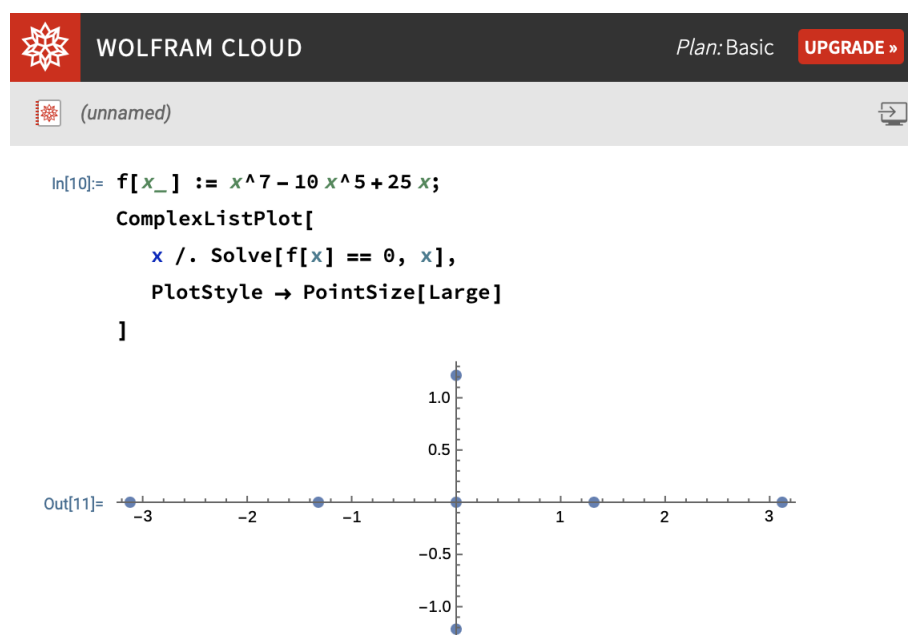 WOLFRAM CLOUD Plan: Basic UPGRADE »
(unnamed)
In[10]:= f[x_] := x^7 - 10 x^5 + 25 x;
ComplexListPlot[
x /. Solve[f[x] == 0, x],
PlotStyle → PointSize[Large]
]
1.0
0.5
Out[11]=
-3 -2 -1 1 2 3
-0.5
-1.0